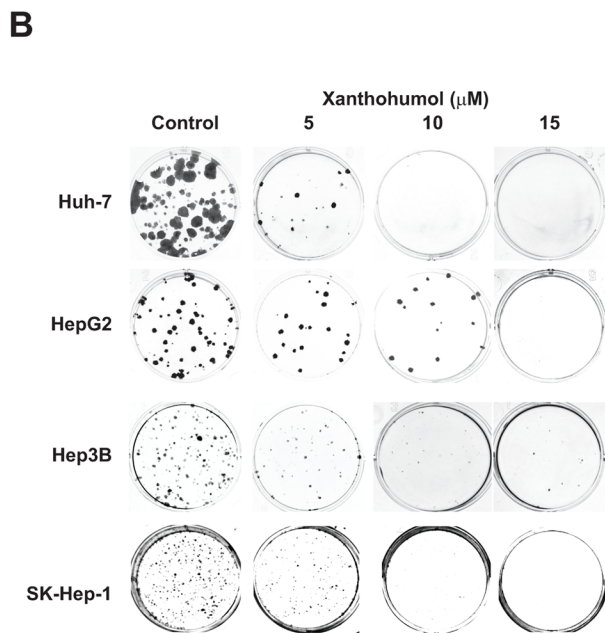 B
Xanthohumol (μM)
Control 5 10 15
Huh-7
HepG2
Hep3B
SK-Hep-1